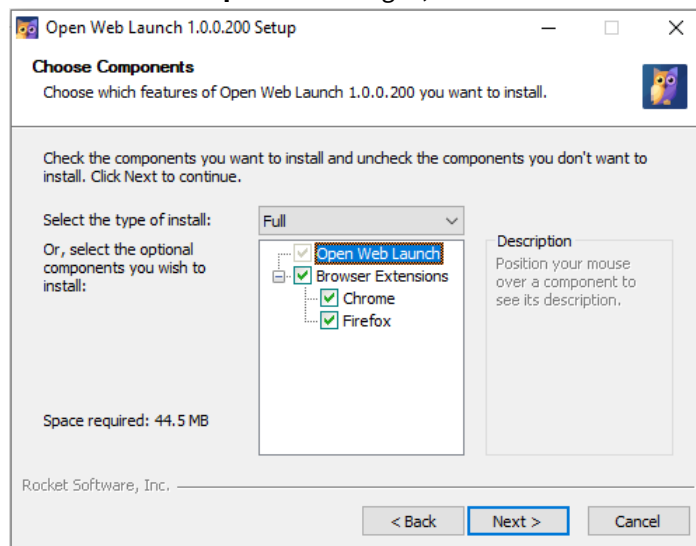 Open Web Launch 1.0.0.200 Setup
Choose Components
Choose which features of Open Web Launch 1.0.0.200 you want to install.
Check the components you want to install and uncheck the components you don't want to
install. Click Next to continue.
Select the type of install:
Full
Or, select the optional
components you wish to
install:
Open Web Launch
Browser Extensions
Chrome
Firefox
Description
Position your mouse
over a component to
see its description.
Space required: 44.5 MB
Rocket Software, Inc.
< Back
Next >
Cancel